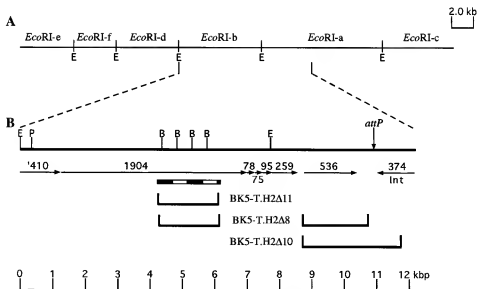 A
2.0 kb
EcoRI-e EcoRI-f EcoRI-d EcoRI-b EcoRI-a EcoRI-c
E E E E E
B
attP
E P B B B B E
'410 1904 78 95 259 536 374
75 Int
BK5-T.H2Δ11
BK5-T.H2Δ8
BK5-T.H2Δ10
0 1 2 3 4 5 6 7 8 9 10 11 12 kbp